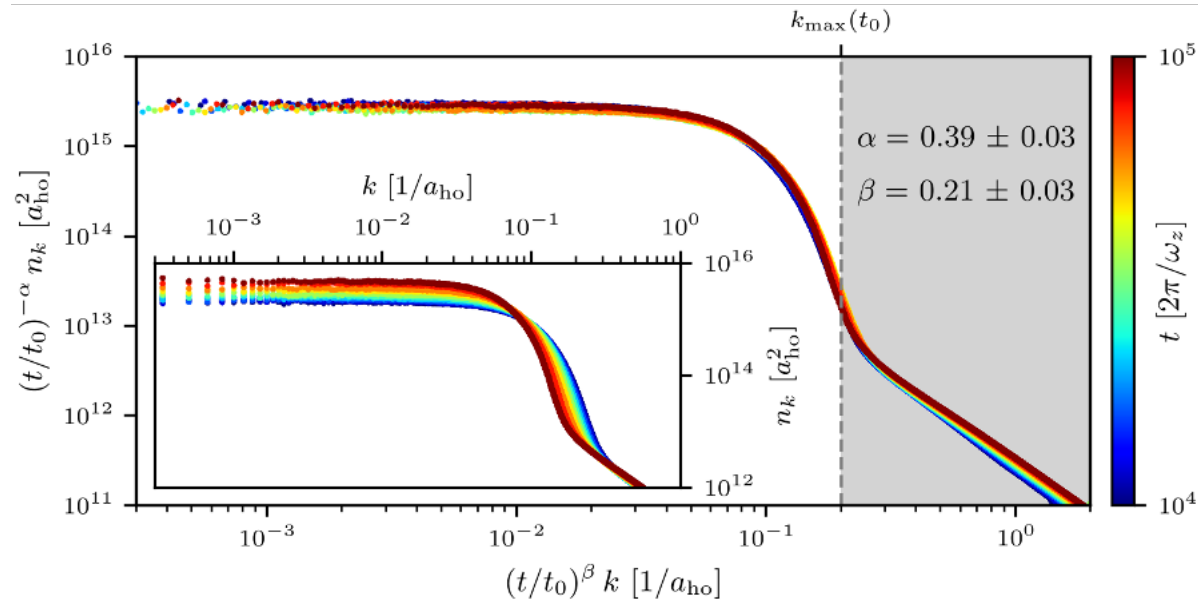 k_max(t_0)
10^16
10^15
10^14
10^13
10^12
10^11
(t/t_0)^−α n_k [a_ho^2]
α = 0.39 ± 0.03
β = 0.21 ± 0.03
k [1/a_ho]
10^−3
10^−2
10^−1
10^0
10^16
10^14
10^12
n_k [a_ho^2]
10^−3
10^−2
10^−1
10^0
(t/t_0)^β k [1/a_ho]
10^5
10^4
t [2π/ω_z]